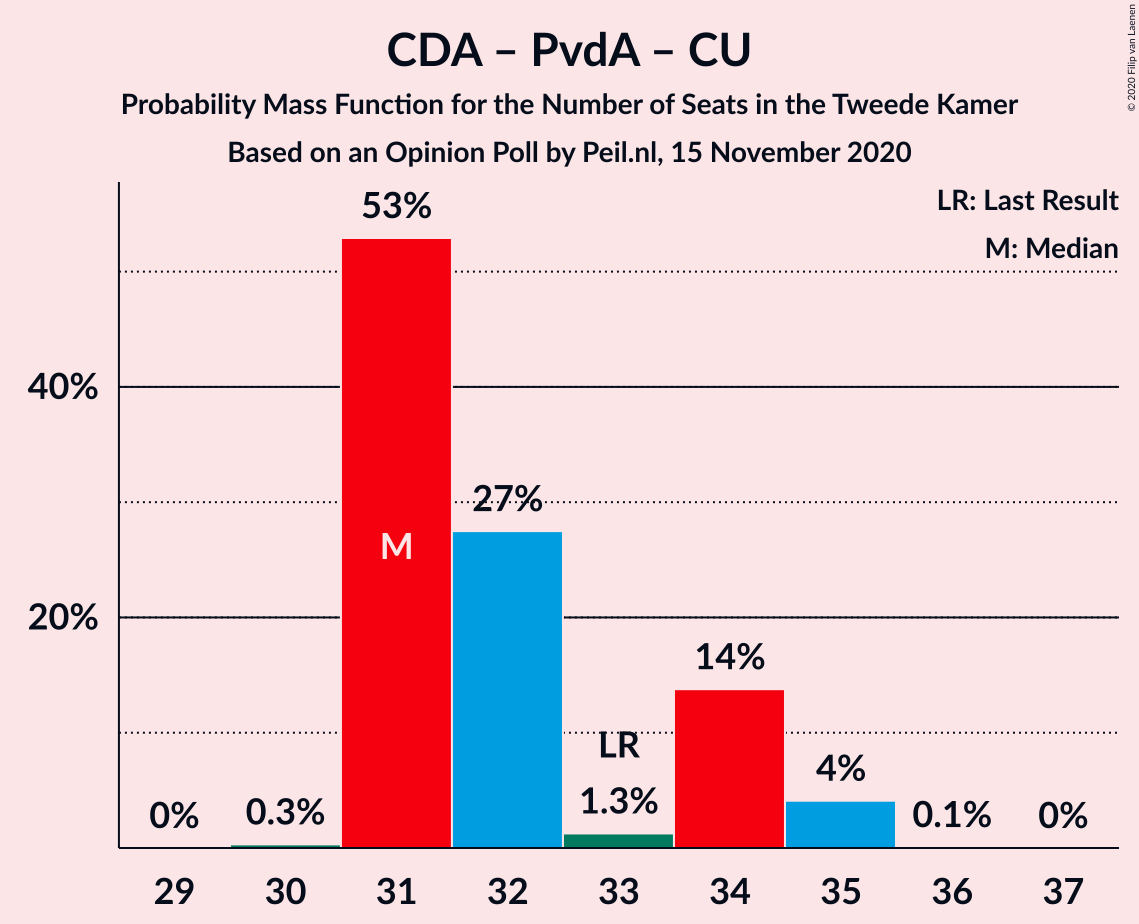 CDA – PvdA – CU
Probability Mass Function for the Number of Seats in the Tweede Kamer
Based on an Opinion Poll by Peil.nl, 15 November 2020
© 2020 Filip van Laenen
LR: Last Result
M: Median
53%
40%
27%
M
20%
14%
LR
4%
1.3%
0%
0.3%
0.1%
0%
29 30 31 32 33 34 35 36 37